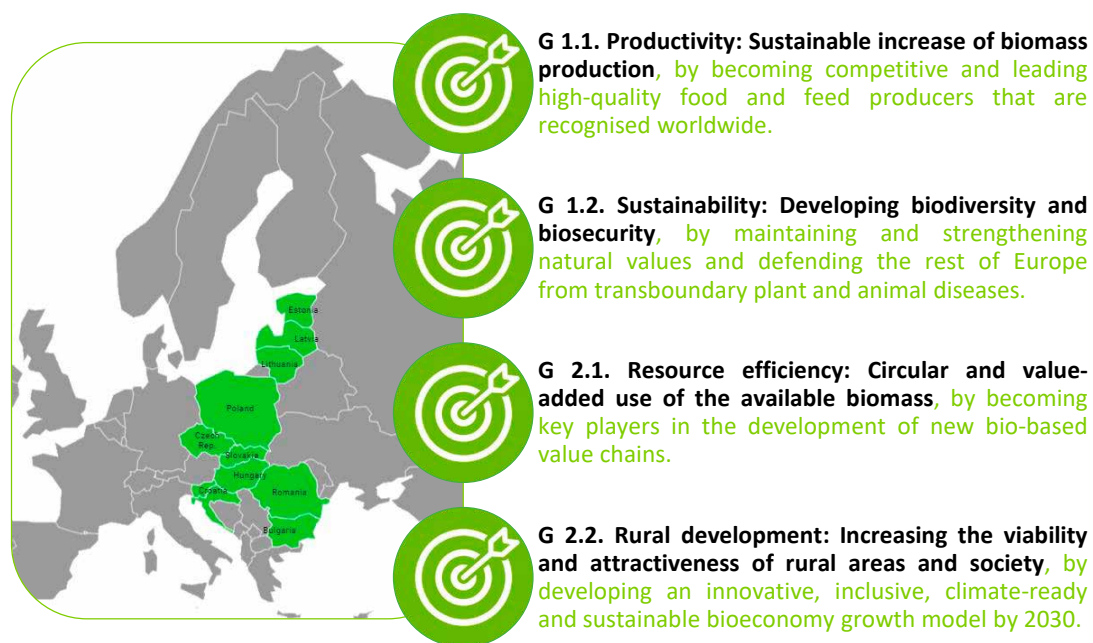 G 1.1. Productivity: Sustainable increase of biomass
production, by becoming competitive and leading
high-quality food and feed producers that are
recognised worldwide.
G 1.2. Sustainability: Developing biodiversity and
biosecurity, by maintaining and strengthening
natural values and defending the rest of Europe
from transboundary plant and animal diseases.
G 2.1. Resource efficiency: Circular and value-
added use of the available biomass, by becoming
key players in the development of new bio-based
value chains.
G 2.2. Rural development: Increasing the viability
and attractiveness of rural areas and society, by
developing an innovative, inclusive, climate-ready
and sustainable bioeconomy growth model by 2030.
Estonia
Latvia
Lithuania
Poland
Czech
Rep.
Slovakia
Hungary
Croatia
Romania
Bulgaria